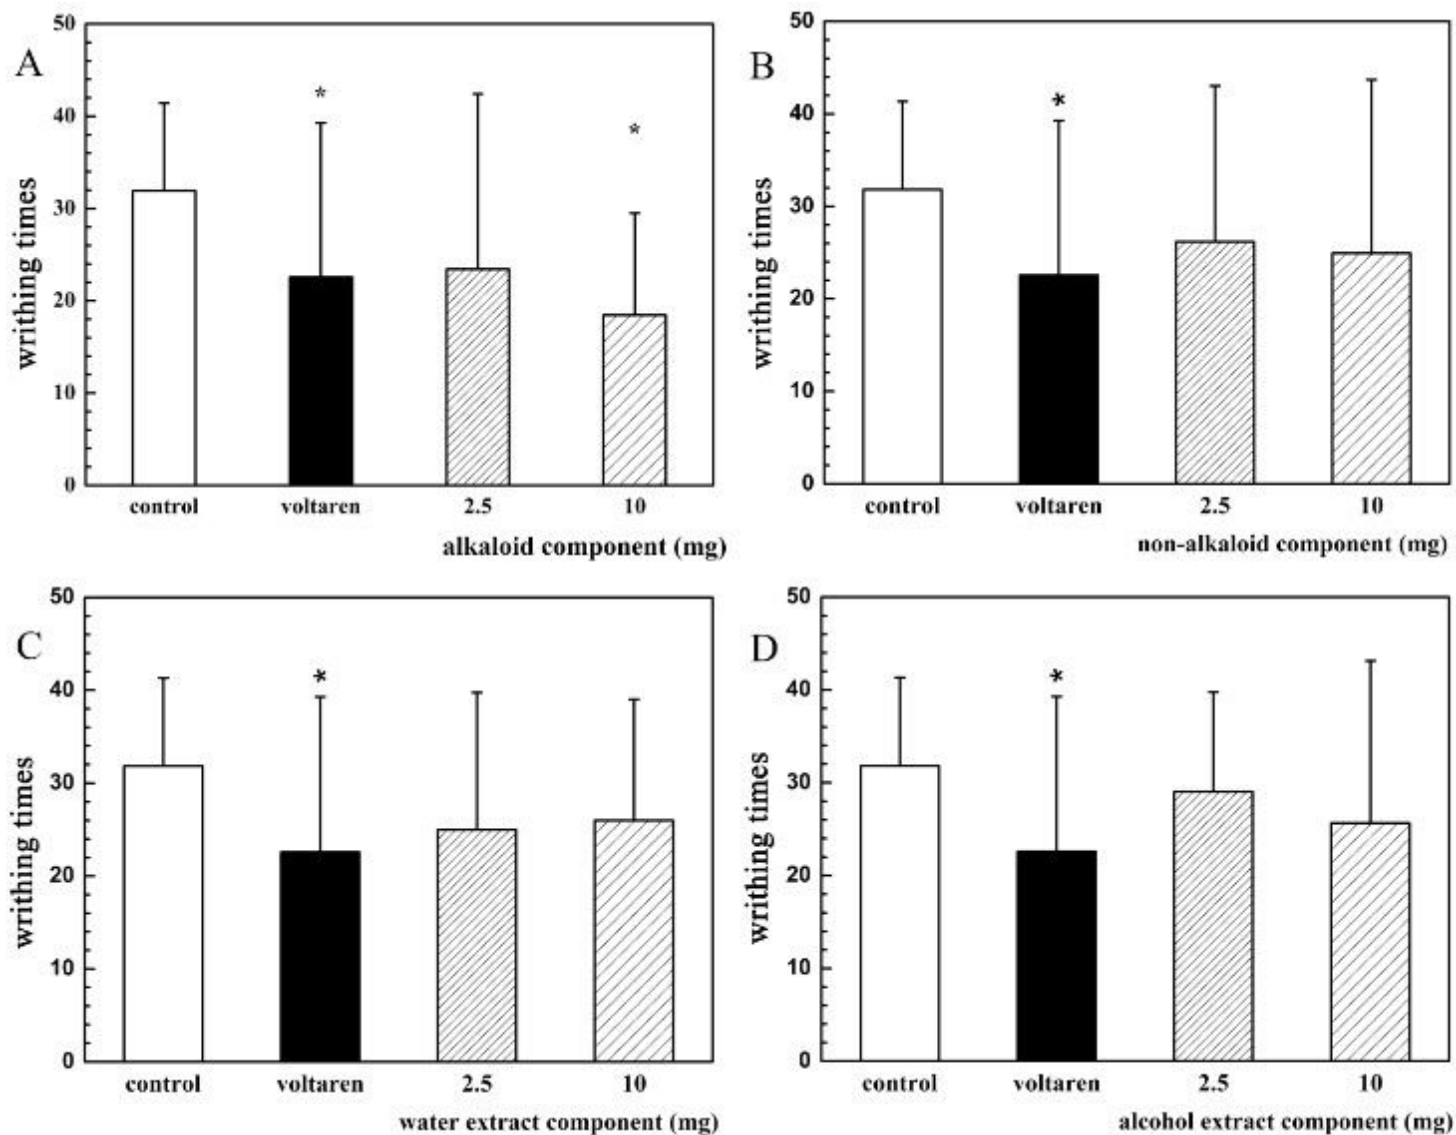 A
writhing times
50
40
30
20
10
0
*
*
control voltaren 2.5 10
alkaloid component (mg)
B
writhing times
50
40
30
20
10
0
*
control voltaren 2.5 10
non-alkaloid component (mg)
C
writhing times
50
40
30
20
10
0
*
control voltaren 2.5 10
water extract component (mg)
D
writhing times
50
40
30
20
10
0
*
control voltaren 2.5 10
alcohol extract component (mg)